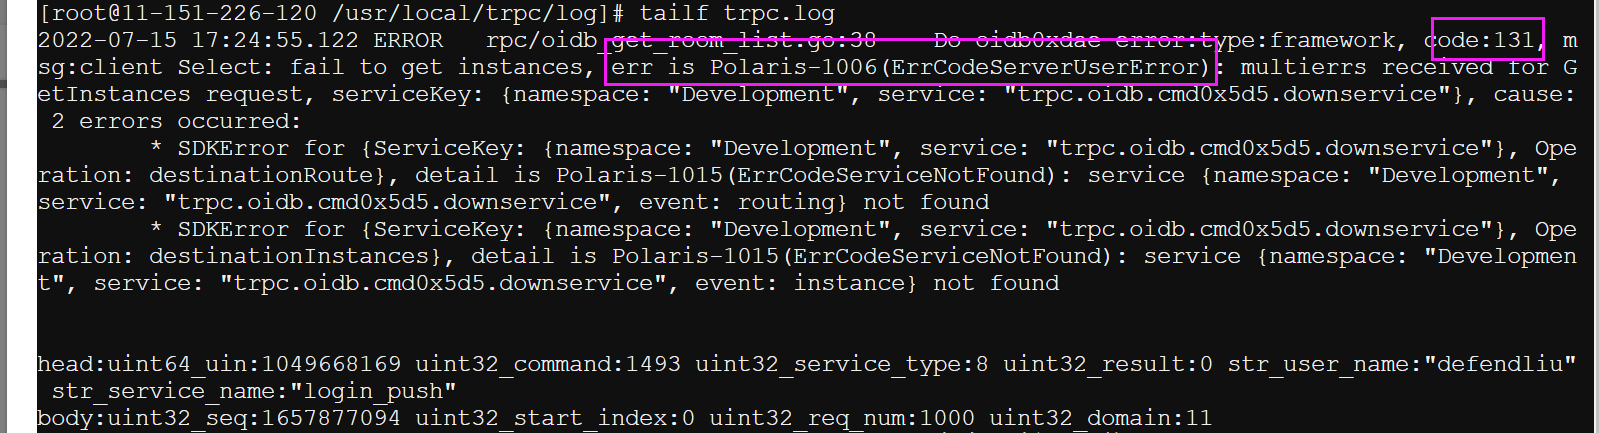 [root@11-151-226-120 /usr/local/trpc/log]# tailf trpc.log
2022-07-15 17:24:55.122 ERROR   rpc/oidb_get_room_list.go:38    Do oidb0xdae error:type:framework, code:131, m
sg:client Select: fail to get instances, err is Polaris-1006(ErrCodeServerUserError): multierrs received for G
etInstances request, serviceKey: {namespace: "Development", service: "trpc.oidb.cmd0x5d5.downservice"}, cause:
 2 errors occurred:
        * SDKError for {ServiceKey: {namespace: "Development", service: "trpc.oidb.cmd0x5d5.downservice"}, Ope
ration: destinationRoute}, detail is Polaris-1015(ErrCodeServiceNotFound): service {namespace: "Development",
service: "trpc.oidb.cmd0x5d5.downservice", event: routing} not found
        * SDKError for {ServiceKey: {namespace: "Development", service: "trpc.oidb.cmd0x5d5.downservice"}, Ope
ration: destinationInstances}, detail is Polaris-1015(ErrCodeServiceNotFound): service {namespace: "Developmen
t", service: "trpc.oidb.cmd0x5d5.downservice", event: instance} not found
head:uint64_uin:1049668169 uint32_command:1493 uint32_service_type:8 uint32_result:0 str_user_name:"defendliu"
 str_service_name:"login_push"
body:uint32_seq:1657877094 uint32_start_index:0 uint32_req_num:1000 uint32_domain:11